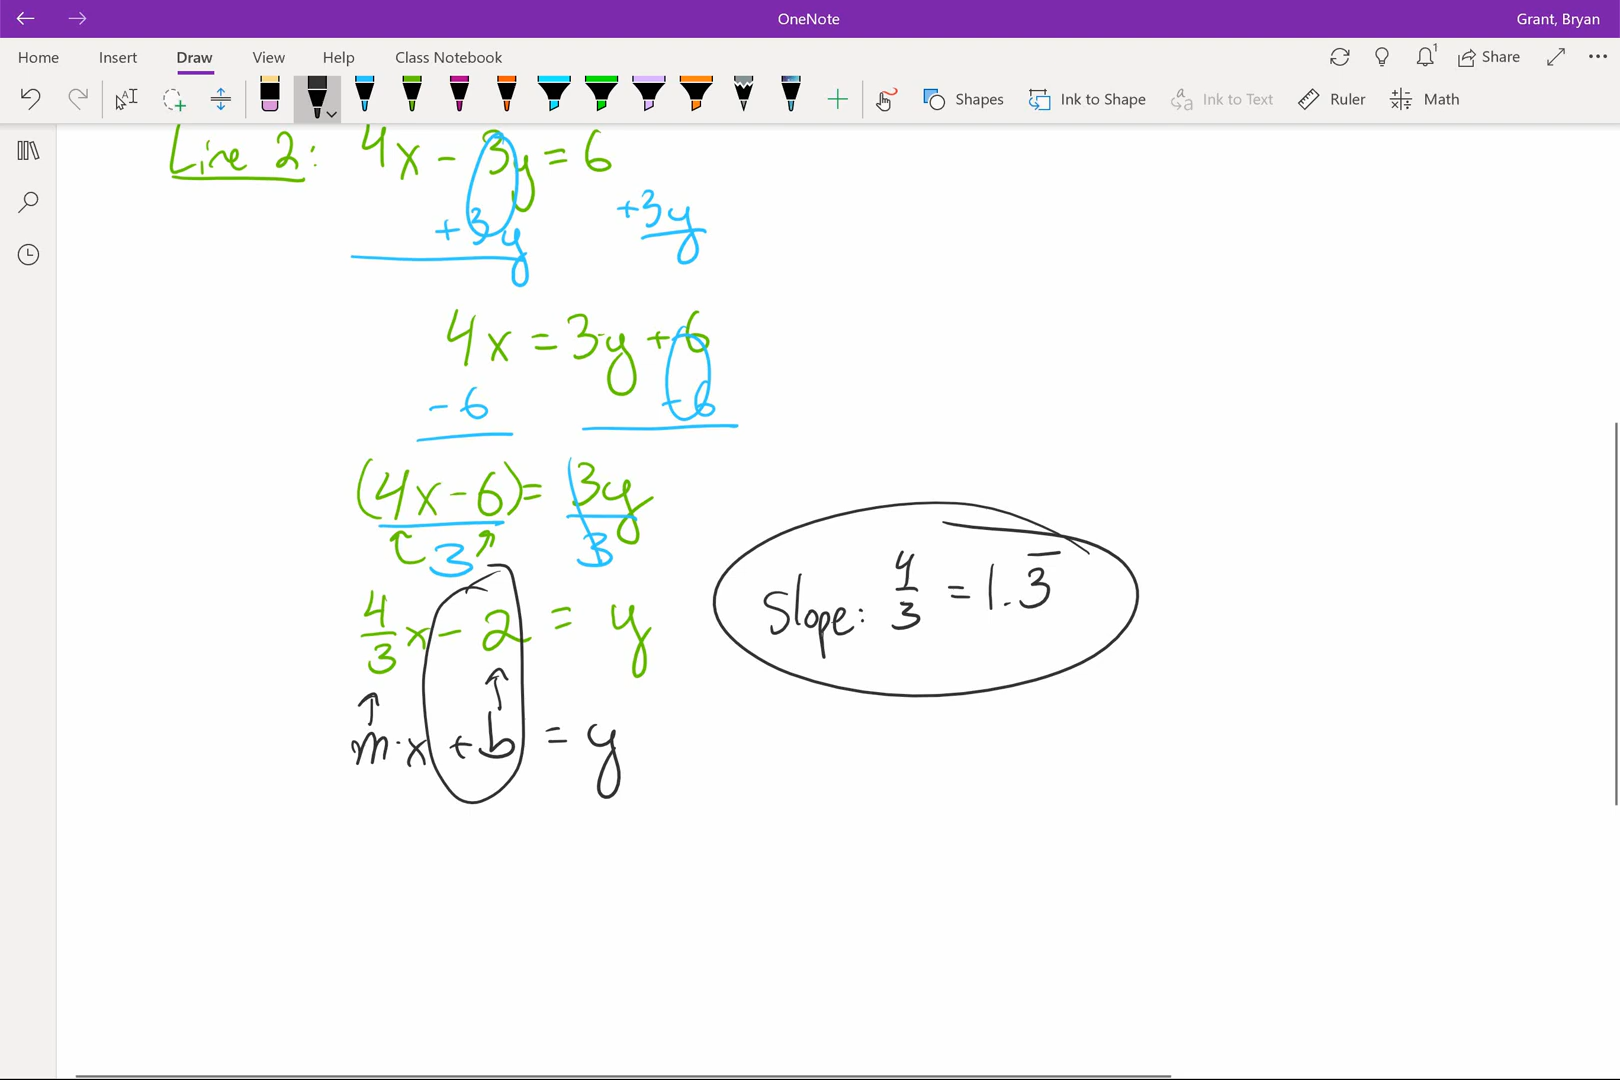 OneNote
Grant, Bryan
Home Insert Draw View Help Class Notebook
1 Share
Shapes Ink to Shape Ink to Text Ruler Math
Line 2: 4x - 3y = 6
+3y +3y
4x = 3y + 6
- 6 - 6
(4x - 6) = 3y
3 3
4/3 x - 2 = y
Slope: 4/3 = 1.3̅
m·x + b = y